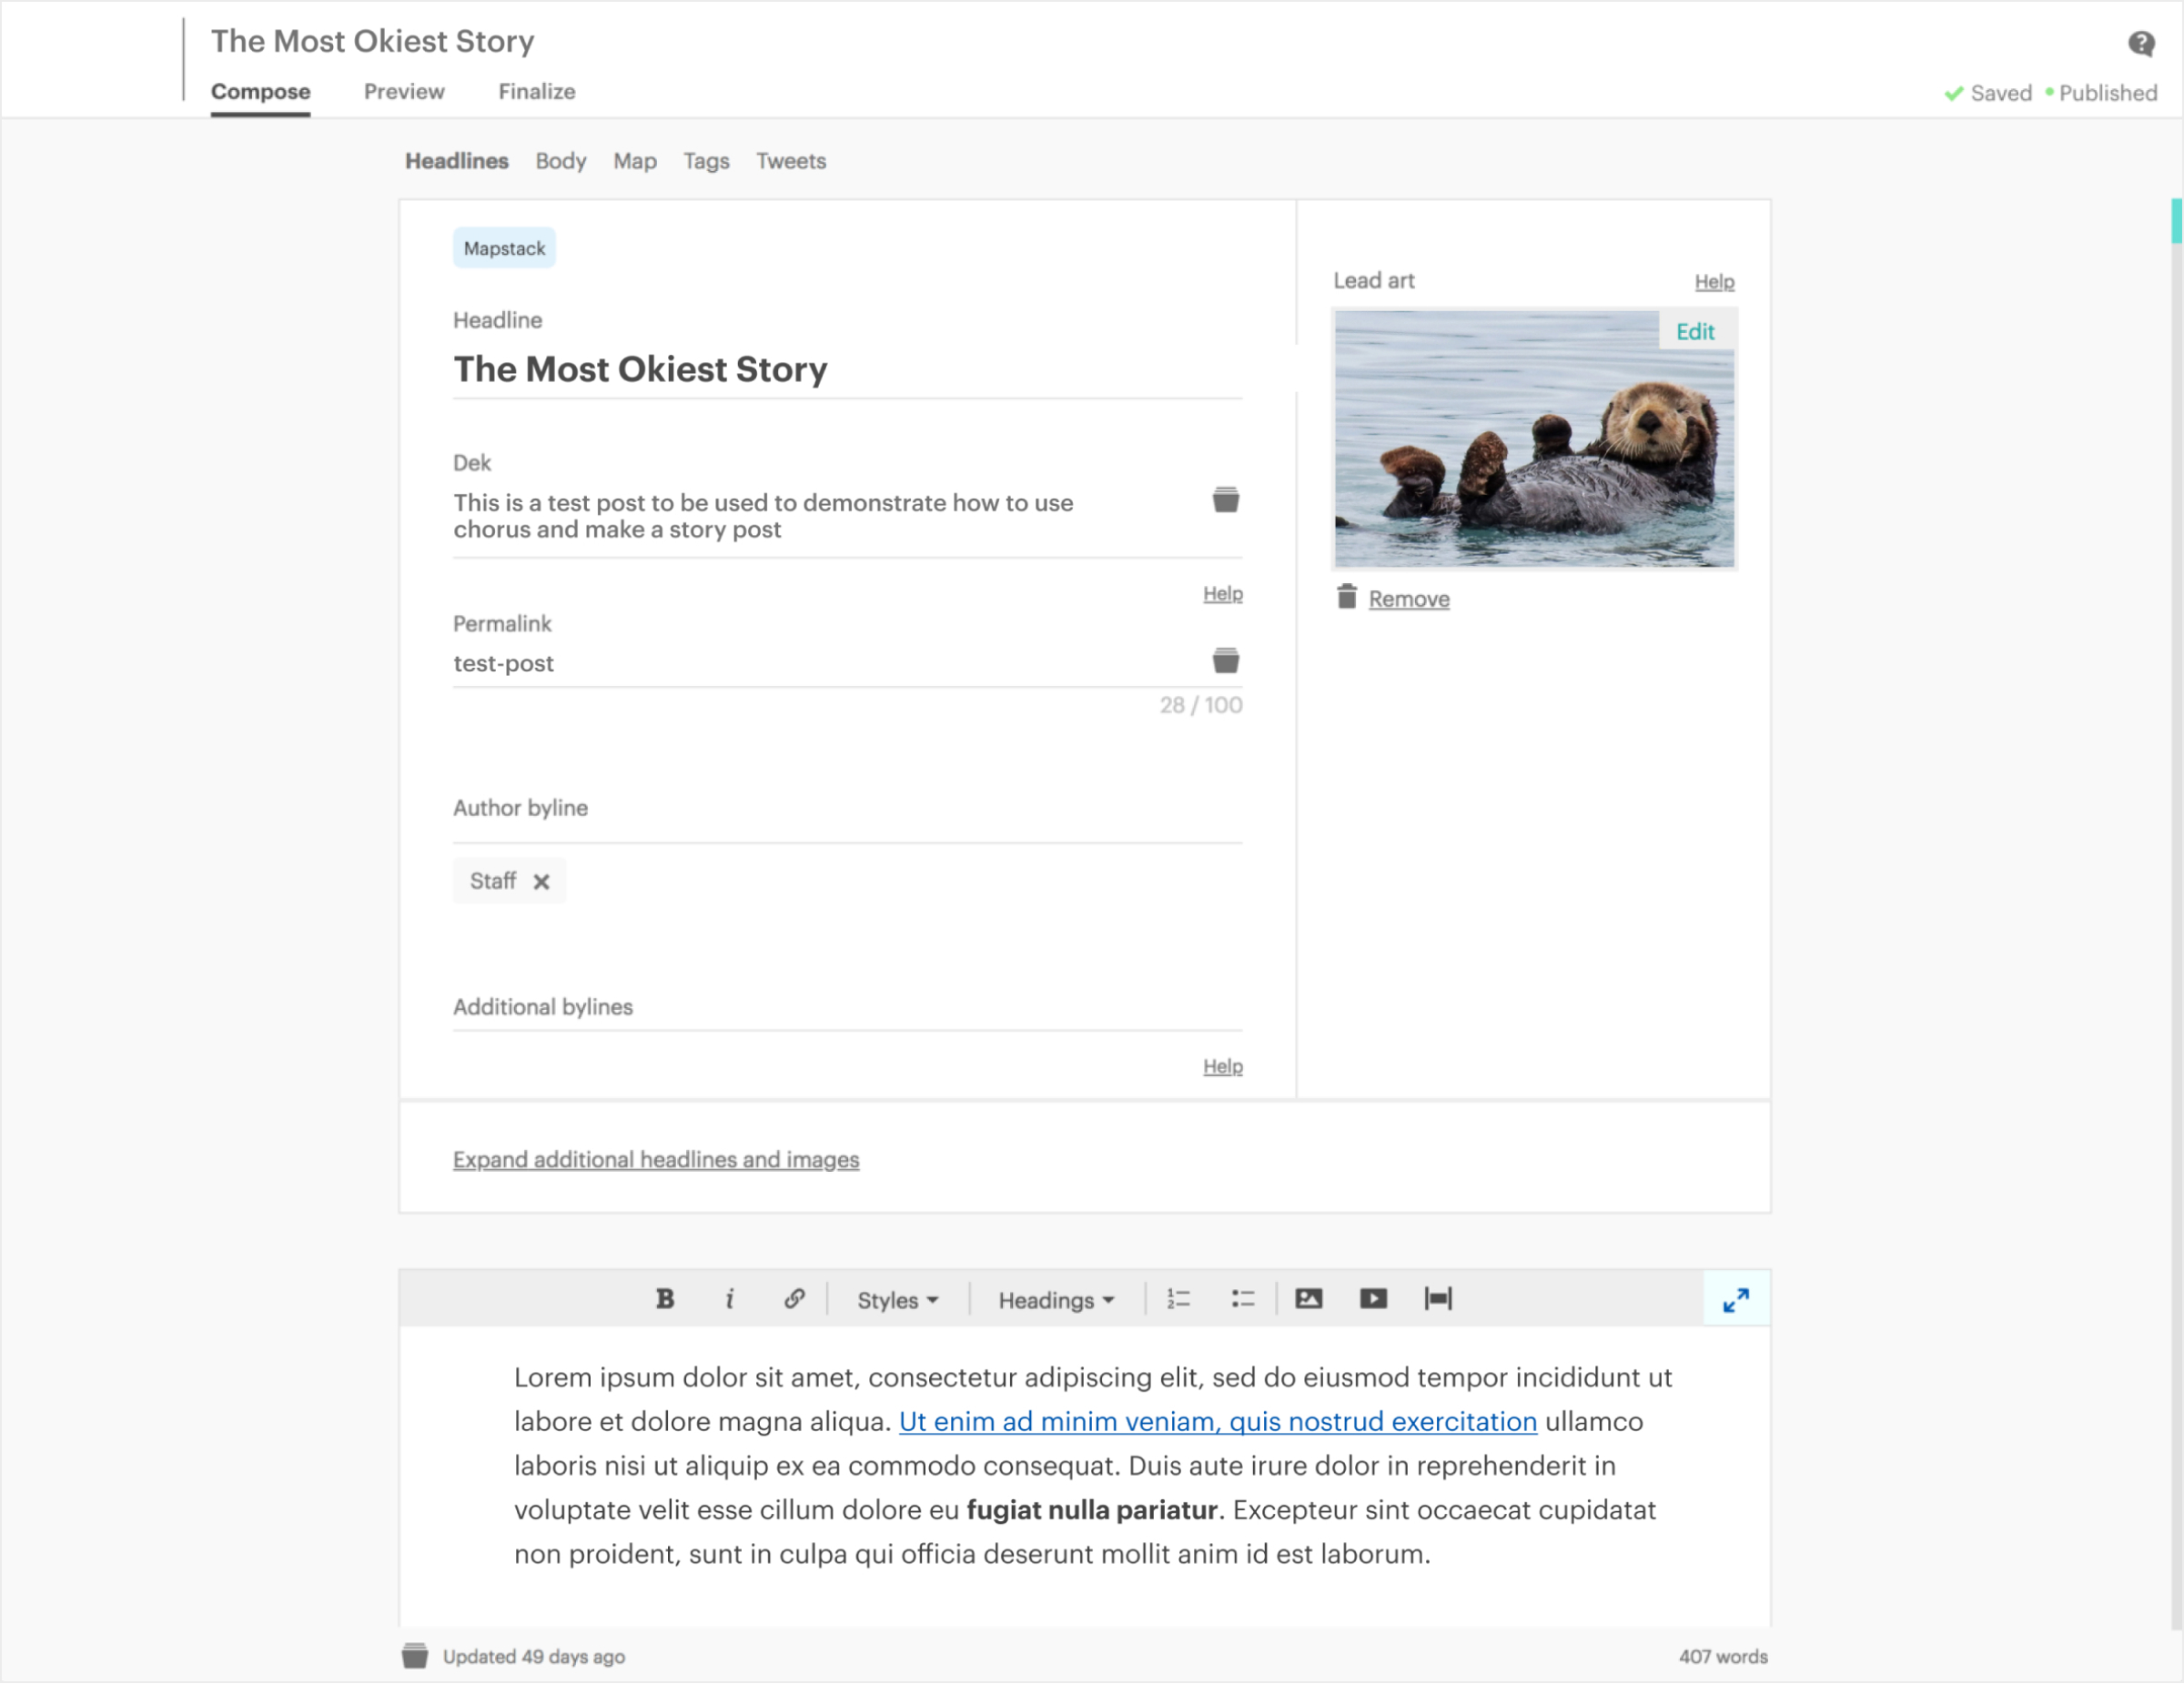 The Most Okiest Story
Compose Preview Finalize
Saved Published
Headlines Body Map Tags Tweets
Mapstack
Headline
The Most Okiest Story
Dek
This is a test post to be used to demonstrate how to use
chorus and make a story post
Help
Permalink
test-post
28 / 100
Author byline
Staff
Additional bylines
Help
Lead art Help
Edit
Remove
Expand additional headlines and images
B i Styles Headings
Lorem ipsum dolor sit amet, consectetur adipiscing elit, sed do eiusmod tempor incididunt ut
labore et dolore magna aliqua. Ut enim ad minim veniam, quis nostrud exercitation ullamco
laboris nisi ut aliquip ex ea commodo consequat. Duis aute irure dolor in reprehenderit in
voluptate velit esse cillum dolore eu fugiat nulla pariatur. Excepteur sint occaecat cupidatat
non proident, sunt in culpa qui officia deserunt mollit anim id est laborum.
Updated 49 days ago 407 words